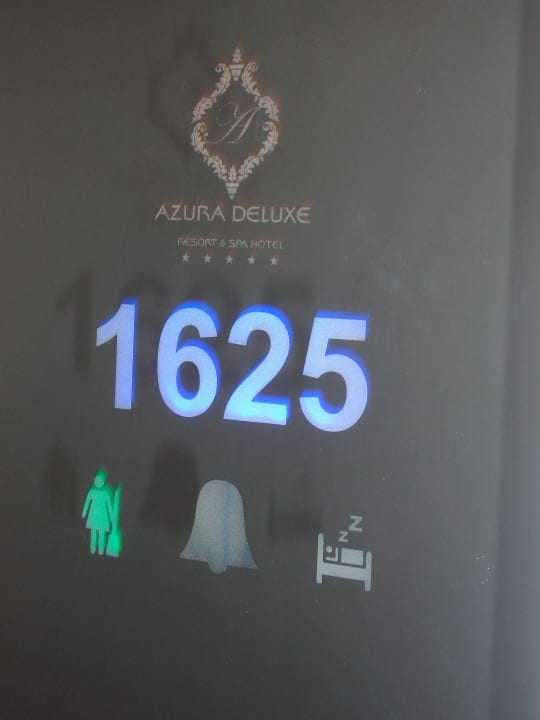 A
AZURA DELUXE
RESORT & SPA HOTEL
1625
z z